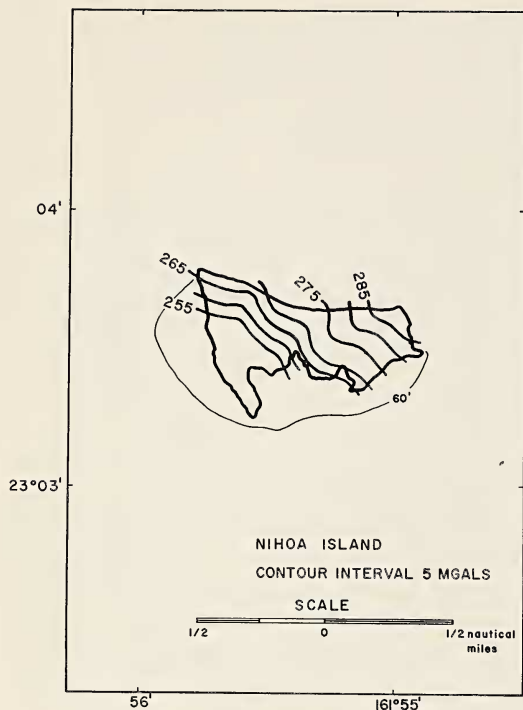 04'
265
255
275
285
60'
23°03'
NIHOA ISLAND
CONTOUR INTERVAL 5 MGALS
SCALE
1/2 0 1/2 nautical
miles
56' 161°55'